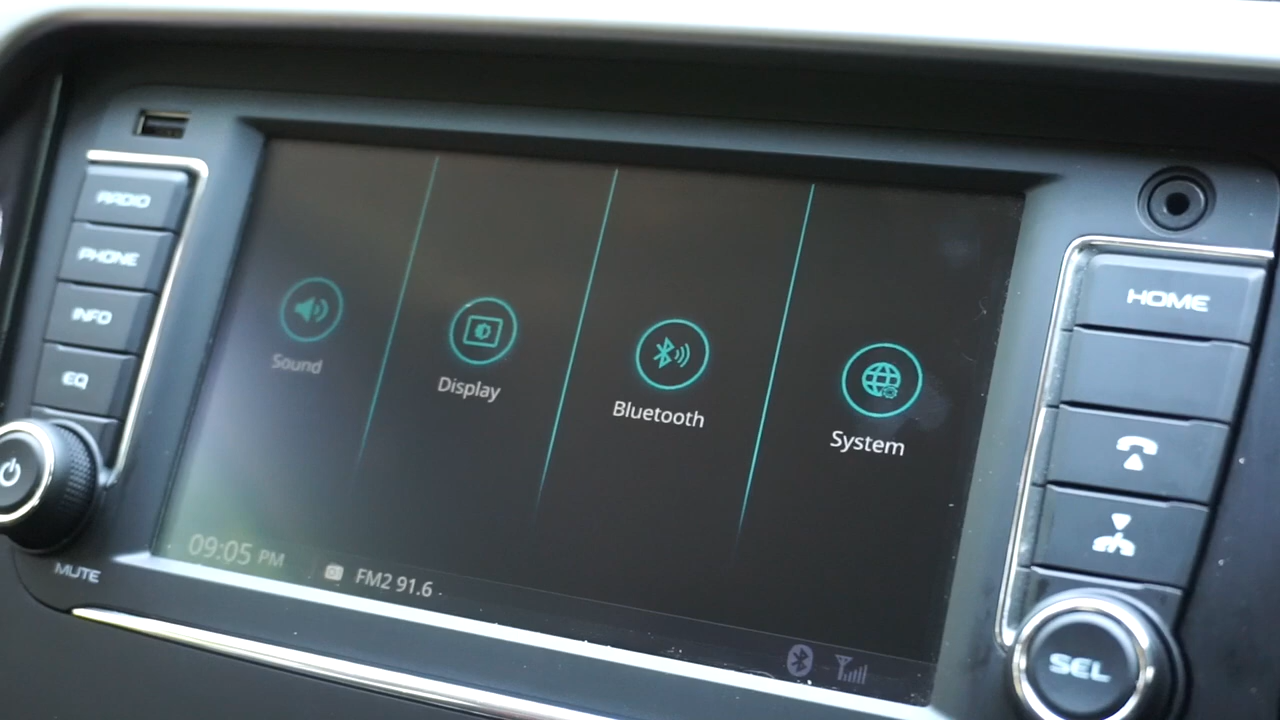 RADIO
PHONE
INFO
EQ
MUTE
Sound
Display
Bluetooth
System
09:05 PM
FM2 91.6
HOME
SEL